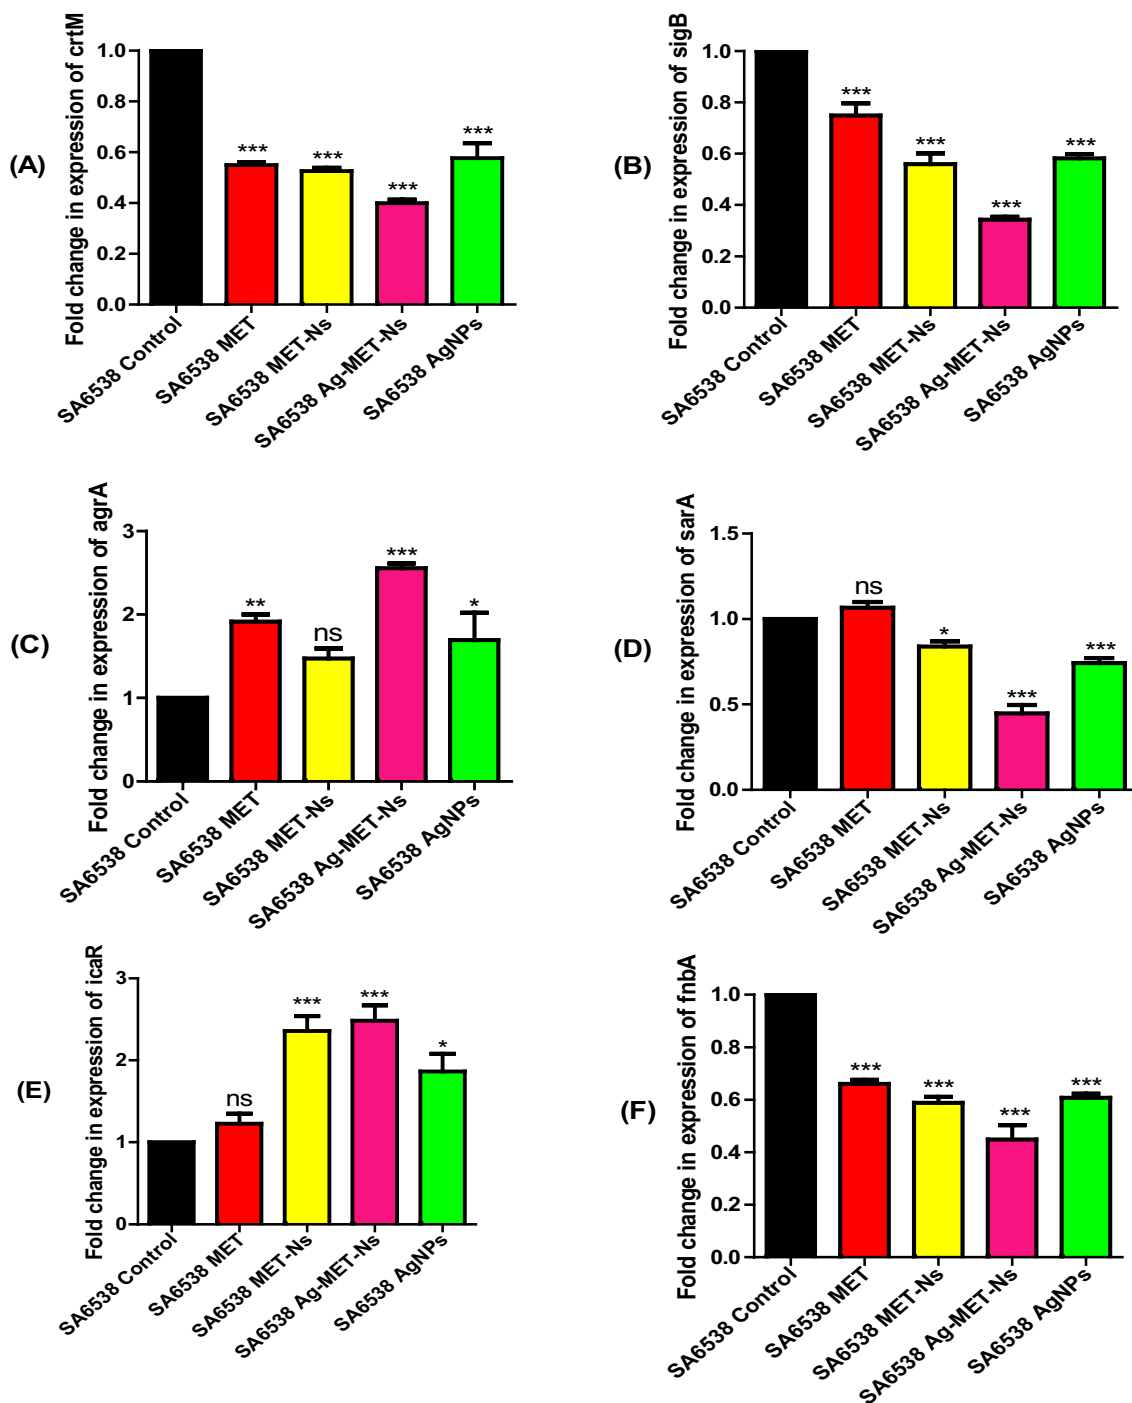 (A)
Fold change in expression of crtM
1.0
0.8
0.6
0.4
0.2
0.0
***
***
***
***
SA6538 Control
SA6538 MET
SA6538 MET-Ns
SA6538 Ag-MET-Ns
SA6538 AgNPs
(B)
Fold change in expression of sigB
1.0
0.8
0.6
0.4
0.2
0.0
***
***
***
***
SA6538 Control
SA6538 MET
SA6538 MET-Ns
SA6538 Ag-MET-Ns
SA6538 AgNPs
(C)
Fold change in expression of agrA
3
2
1
0
**
ns
***
*
SA6538 Control
SA6538 MET
SA6538 MET-Ns
SA6538 Ag-MET-Ns
SA6538 AgNPs
(D)
Fold change in expression of sarA
1.5
1.0
0.5
0.0
ns
*
***
***
SA6538 Control
SA6538 MET
SA6538 MET-Ns
SA6538 Ag-MET-Ns
SA6538 AgNPs
(E)
Fold change in expression of icaR
3
2
1
0
ns
***
***
*
SA6538 Control
SA6538 MET
SA6538 MET-Ns
SA6538 Ag-MET-Ns
SA6538 AgNPs
(F)
Fold change in expression of fnbA
1.0
0.8
0.6
0.4
0.2
0.0
***
***
***
***
SA6538 Control
SA6538 MET
SA6538 MET-Ns
SA6538 Ag-MET-Ns
SA6538 AgNPs